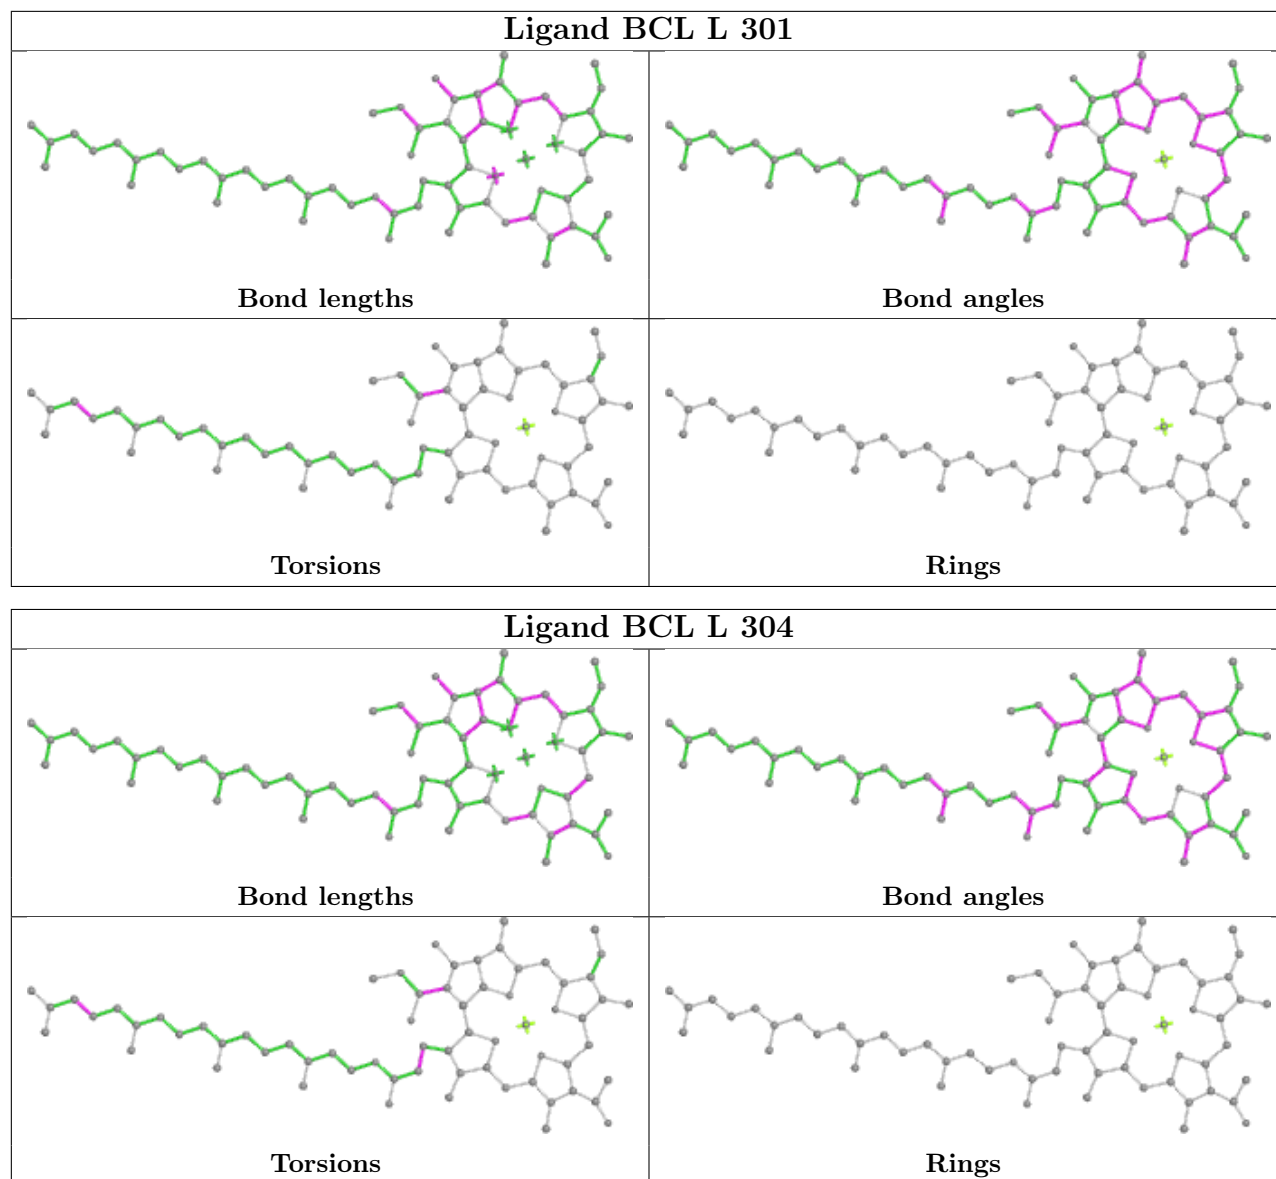 Ligand BCL L 301
Bond lengths
Bond angles
Torsions
Rings
Ligand BCL L 304
Bond lengths
Bond angles
Torsions
Rings